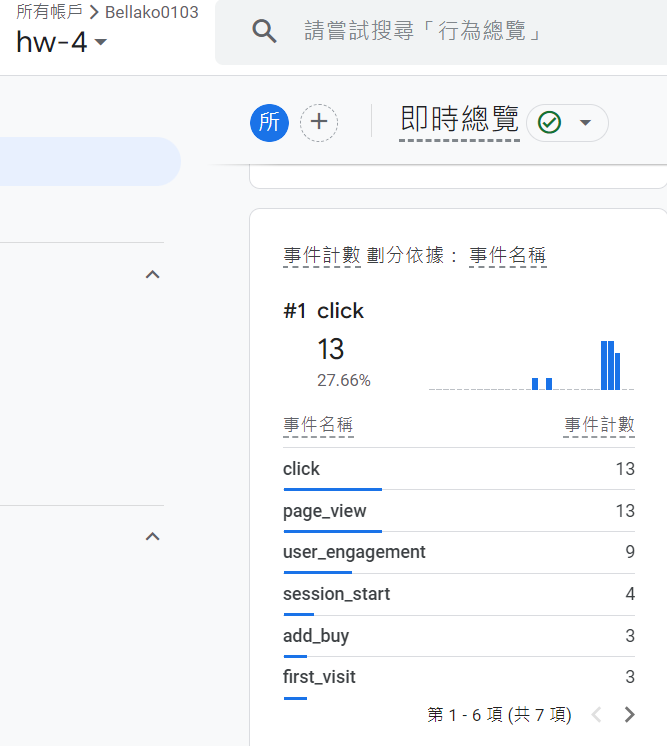 所有帳戶 > Bellako0103
hw-4
請嘗試搜尋「行為總覽」
所 + 即時總覽
事件計數 劃分依據： 事件名稱
#1 click
13
27.66%
事件名稱 事件計數
click 13
page_view 13
user_engagement 9
session_start 4
add_buy 3
first_visit 3
第 1 - 6 項 (共 7 項)